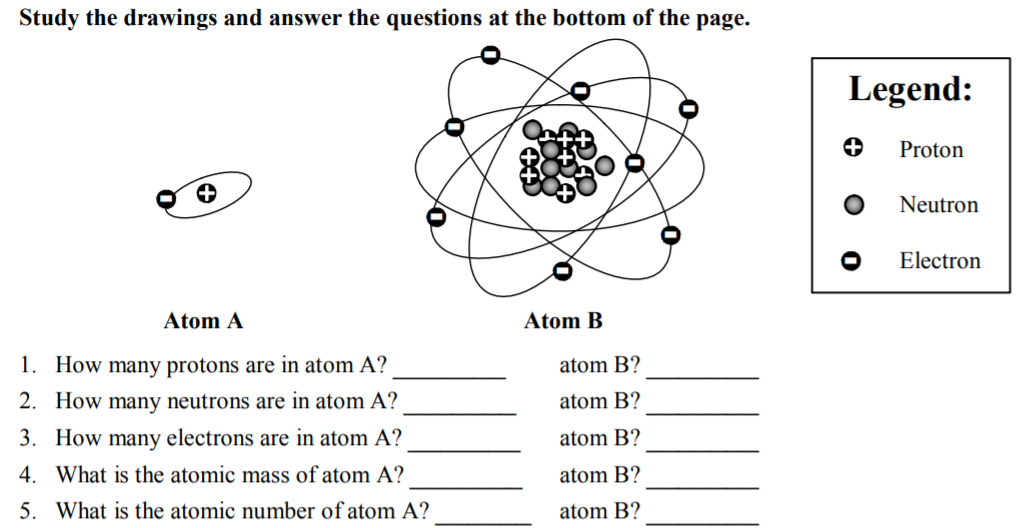 Study the drawings and answer the questions at the bottom of the page.
Legend:
Proton
Neutron
Electron
Atom A
Atom B
1. How many protons are in atom A?__________ atom B?__________
2. How many neutrons are in atom A?__________ atom B?__________
3. How many electrons are in atom A?__________ atom B?__________
4. What is the atomic mass of atom A?__________ atom B?__________
5. What is the atomic number of atom A?_________ atom B?__________